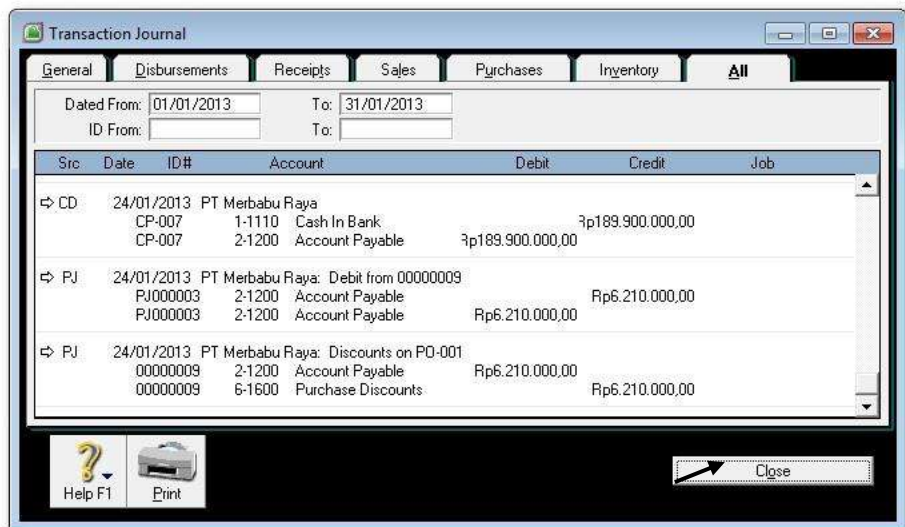 Transaction Journal
General Disbursements Receipts Sales Purchases Inventory All
Dated From: 01/01/2013 To: 31/01/2013
ID From: To:
Src Date ID# Account Debit Credit Job
CD 24/01/2013 PT Merbabu Raya
CP-007 1-1110 Cash In Bank Rp189.900.000,00
CP-007 2-1200 Account Payable Rp189.900.000,00
PJ 24/01/2013 PT Merbabu Raya: Debit from 00000009
PJ000003 2-1200 Account Payable Rp6.210.000,00
PJ000003 2-1200 Account Payable Rp6.210.000,00
PJ 24/01/2013 PT Merbabu Raya: Discounts on PO-001
00000009 2-1200 Account Payable Rp6.210.000,00
00000009 6-1600 Purchase Discounts Rp6.210.000,00
Help F1 Print Close